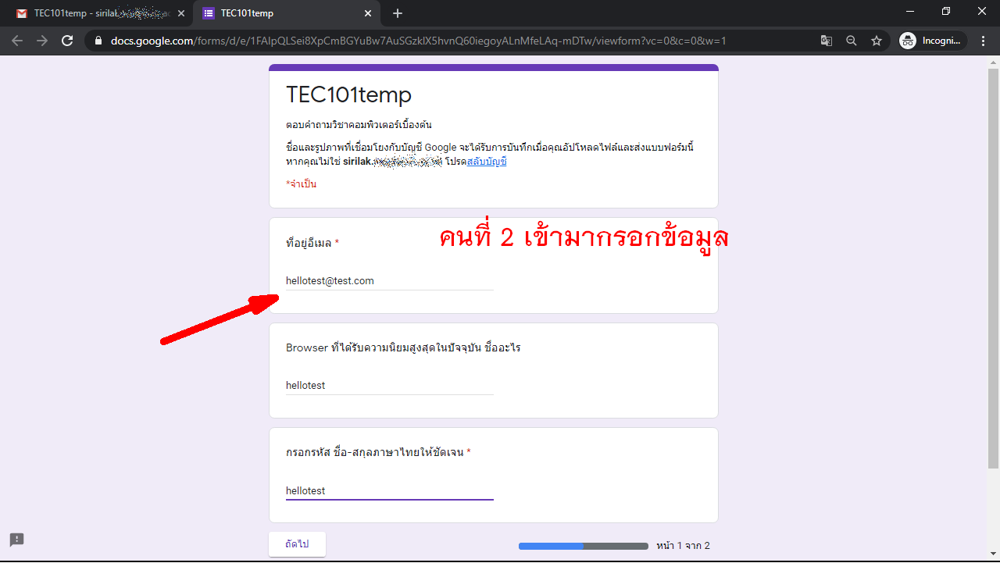 TEC101temp - siril
TEC101temp
docs.google.com/forms/d/e/1FAIpQLSei8XpCmBGYuBw7AuSGzklX5hvnQ60iegoyALnMfeLAq-mDTw/viewform?vc=0&c=0&w=1
Incogni...
TEC101temp
ตอบคำถามวิชาคอมพิวเตอร์เบื้องต้น
ชื่อและรูปภาพที่เชื่อมโยงกับบัญชี Google จะได้รับการบันทึกเมื่อคุณอัปโหลดไฟล์และส่งแบบฟอร์มนี้
หากคุณไม่ใช่ sirilak. โปรดสลับบัญชี
*จำเป็น
คนที่ 2 เข้ามากรอกข้อมูล
ที่อยู่อีเมล *
hellotest@test.com
Browser ที่ได้รับความนิยมสูงสุดในปัจจุบัน ชื่ออะไร
hellotest
กรอกรหัส ชื่อ-สกุลภาษาไทยให้ชัดเจน *
hellotest
ถัดไป
หน้า 1 จาก 2